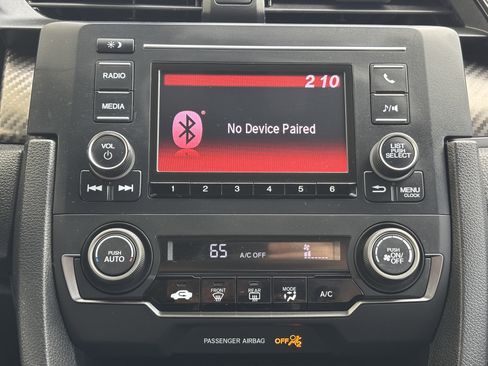 RADIO
2 10
MEDIA
No Device Paired
VOL
LIST
PUSH
SELECT
1 2 3 4 5 6
MENU
CLOCK
PUSH
AUTO
65 A/C OFF
PUSH
ON/
OFF
FRONT REAR MODE A/C
PASSENGER AIRBAG OFF 2